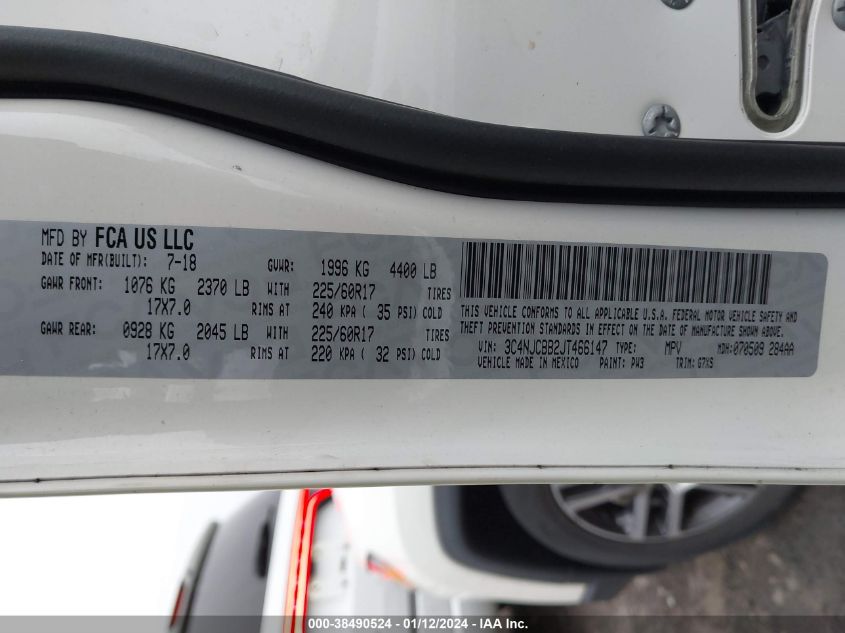 MFD BY FCA US LLC
DATE OF MFR(BUILT): 7-18 GVWR: 1996 KG 4400 LB
GAWR FRONT: 1076 KG 2370 LB WITH 225/60R17 TIRES
17X7.0 RIMS AT 240 KPA ( 35 PSI) COLD
GAWR REAR: 0928 KG 2045 LB WITH 225/60R17 TIRES
17X7.0 RIMS AT 220 KPA ( 32 PSI) COLD
THIS VEHICLE CONFORMS TO ALL APPLICABLE U.S.A. FEDERAL MOTOR VEHICLE SAFETY AND
THEFT PREVENTION STANDARDS IN EFFECT ON THE DATE OF MANUFACTURE SHOWN ABOVE.
VIN: 3C4NJCBB2JT466147 TYPE: MPV MDH:070509 284AA
VEHICLE MADE IN MEXICO PAINT: PW3 TRIM: G7XS
000-38490524 - 01/12/2024 - IAA Inc.